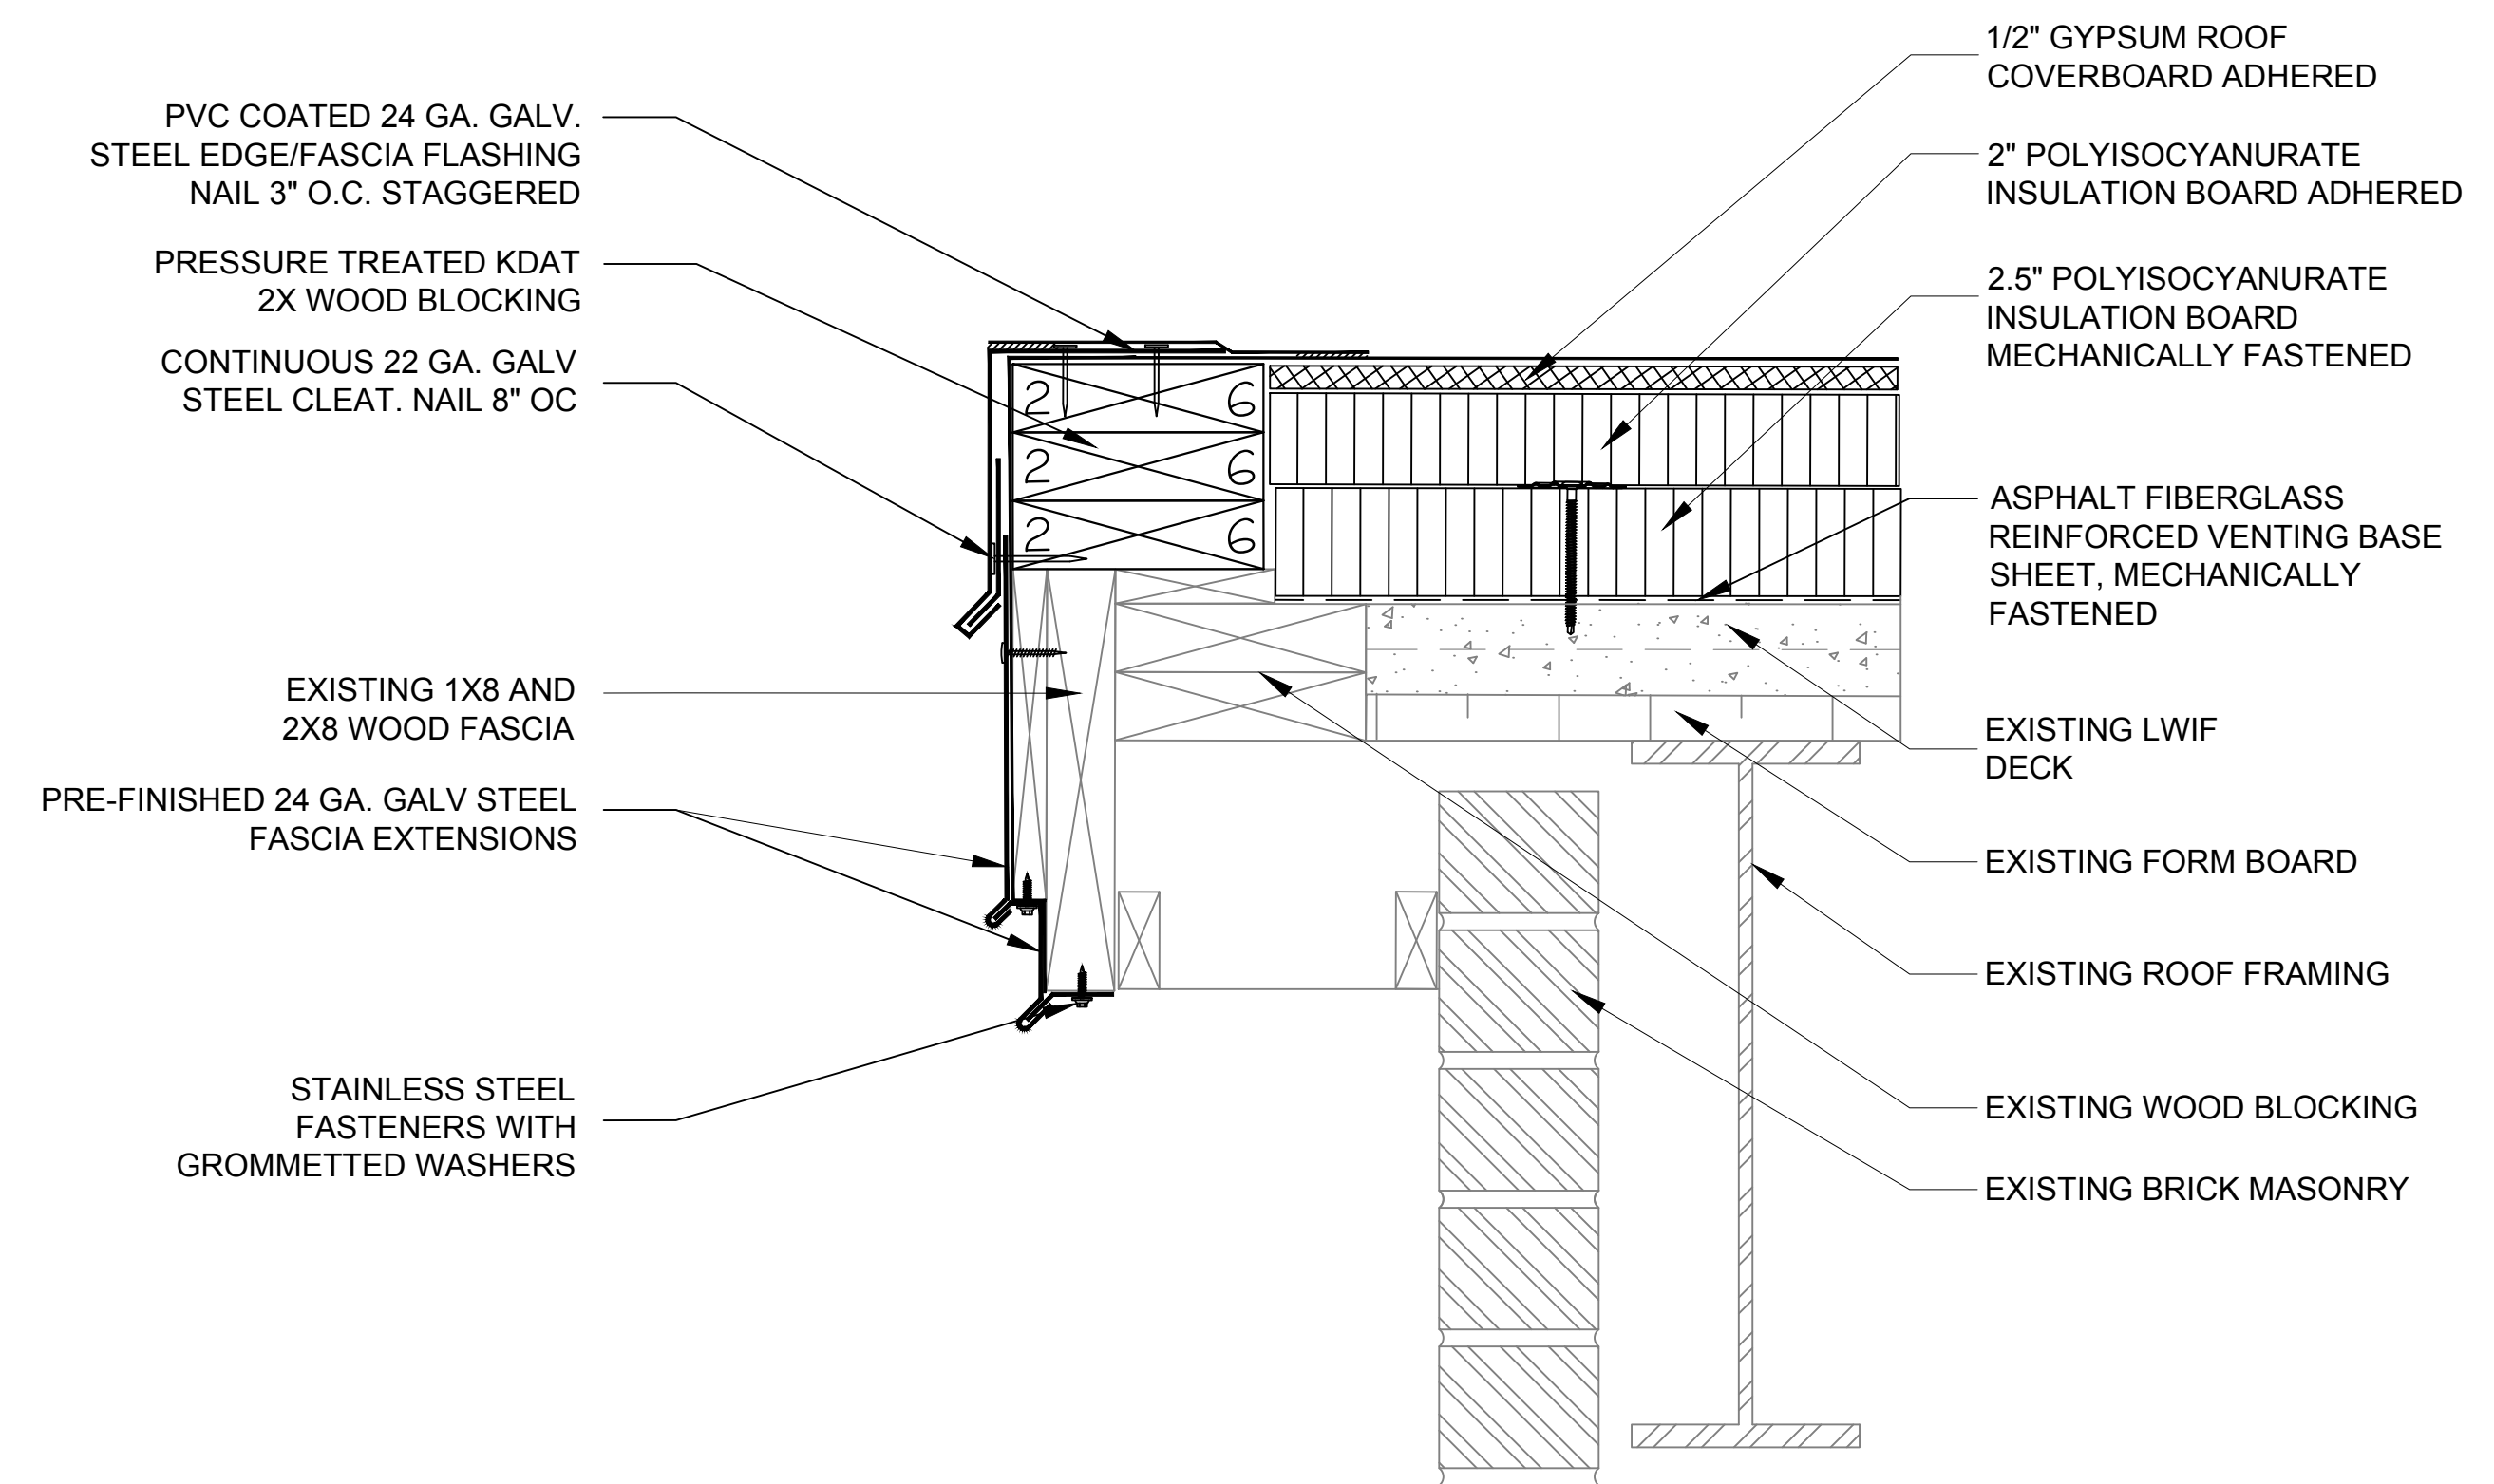 PVC COATED 24 GA. GALV.
STEEL EDGE/FASCIA FLASHING
NAIL 3" O.C. STAGGERED
PRESSURE TREATED KDAT
2X WOOD BLOCKING
CONTINUOUS 22 GA. GALV
STEEL CLEAT. NAIL 8" OC
EXISTING 1X8 AND
2X8 WOOD FASCIA
PRE-FINISHED 24 GA. GALV STEEL
FASCIA EXTENSIONS
STAINLESS STEEL
FASTENERS WITH
GROMMETTED WASHERS
2 6
2 6
2 6
1/2" GYPSUM ROOF
COVERBOARD ADHERED
2" POLYISOCYANURATE
INSULATION BOARD ADHERED
2.5" POLYISOCYANURATE
INSULATION BOARD
MECHANICALLY FASTENED
ASPHALT FIBERGLASS
REINFORCED VENTING BASE
SHEET, MECHANICALLY
FASTENED
EXISTING LWIF
DECK
EXISTING FORM BOARD
EXISTING ROOF FRAMING
EXISTING WOOD BLOCKING
EXISTING BRICK MASONRY